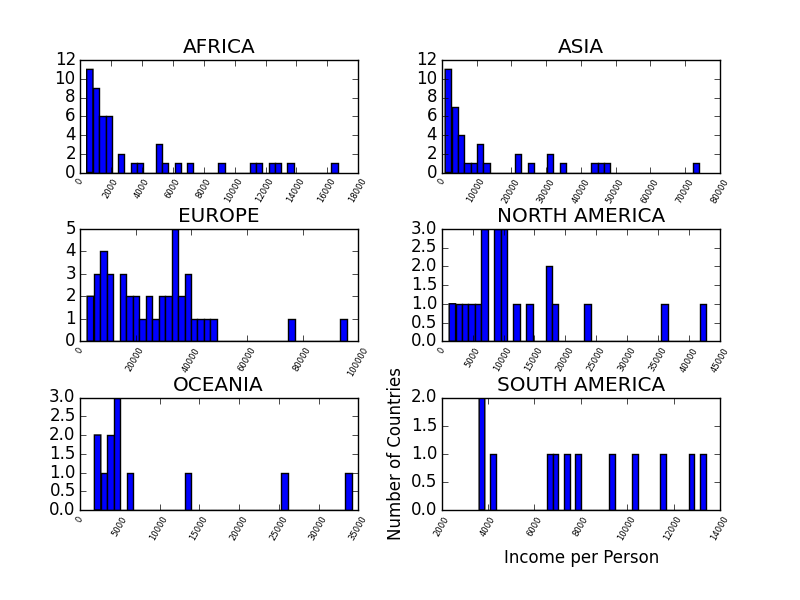 AFRICA
12
10
8
6
4
2
0
0 2000 4000 6000 8000 10000 12000 14000 16000 18000
ASIA
12
10
8
6
4
2
0
0 10000 20000 30000 40000 50000 60000 70000 80000
EUROPE
5
4
3
2
1
0
0 20000 40000 60000 80000 100000
NORTH AMERICA
3.0
2.5
2.0
1.5
1.0
0.5
0.0
0 5000 10000 15000 20000 25000 30000 35000 40000 45000
OCEANIA
3.0
2.5
2.0
1.5
1.0
0.5
0.0
0 5000 10000 15000 20000 25000 30000 35000
SOUTH AMERICA
Number of Countries
2.0
1.5
1.0
0.5
0.0
2000 4000 6000 8000 10000 12000 14000
Income per Person